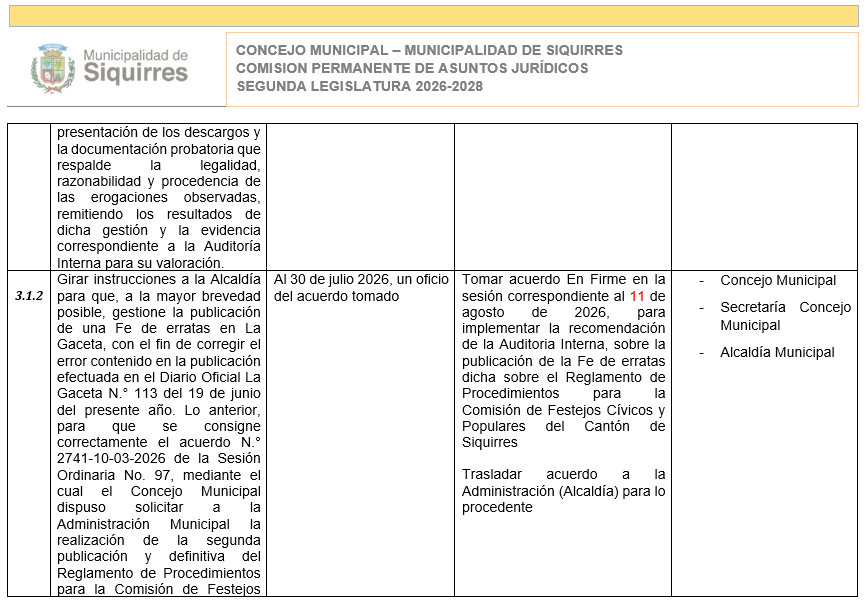 Municipalidad de
Siquirres
CONCEJO MUNICIPAL – MUNICIPALIDAD DE SIQUIRRES
COMISION PERMANENTE DE ASUNTOS JURÍDICOS
SEGUNDA LEGISLATURA 2026-2028
presentación de los descargos y
la documentación probatoria que
respalde la legalidad,
razonabilidad y procedencia de
las erogaciones observadas,
remitiendo los resultados de
dicha gestión y la evidencia
correspondiente a la Auditoría
Interna para su valoración.
3.1.2
Girar instrucciones a la Alcaldía
para que, a la mayor brevedad
posible, gestione la publicación
de una Fe de erratas en La
Gaceta, con el fin de corregir el
error contenido en la publicación
efectuada en el Diario Oficial La
Gaceta N.° 113 del 19 de junio
del presente año. Lo anterior,
para que se consigne
correctamente el acuerdo N.°
2741-10-03-2026 de la Sesión
Ordinaria No. 97, mediante el
cual el Concejo Municipal
dispuso solicitar a la
Administración Municipal la
realización de la segunda
publicación y definitiva del
Reglamento de Procedimientos
para la Comisión de Festejos
Al 30 de julio 2026, un oficio
del acuerdo tomado
Tomar acuerdo En Firme en la
sesión correspondiente al 11 de
agosto de 2026, para
implementar la recomendación
de la Auditoria Interna, sobre la
publicación de la Fe de erratas
dicha sobre el Reglamento de
Procedimientos para la
Comisión de Festejos Cívicos y
Populares del Cantón de
Siquirres
Trasladar acuerdo a la
Administración (Alcaldía) para lo
procedente
- Concejo Municipal
- Secretaría Concejo
Municipal
- Alcaldía Municipal